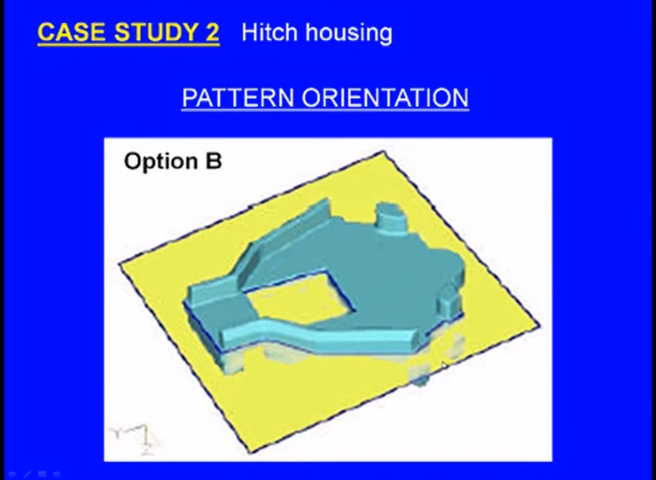 CASE STUDY 2 Hitch housing
PATTERN ORIENTATION
Option B
Y
Z